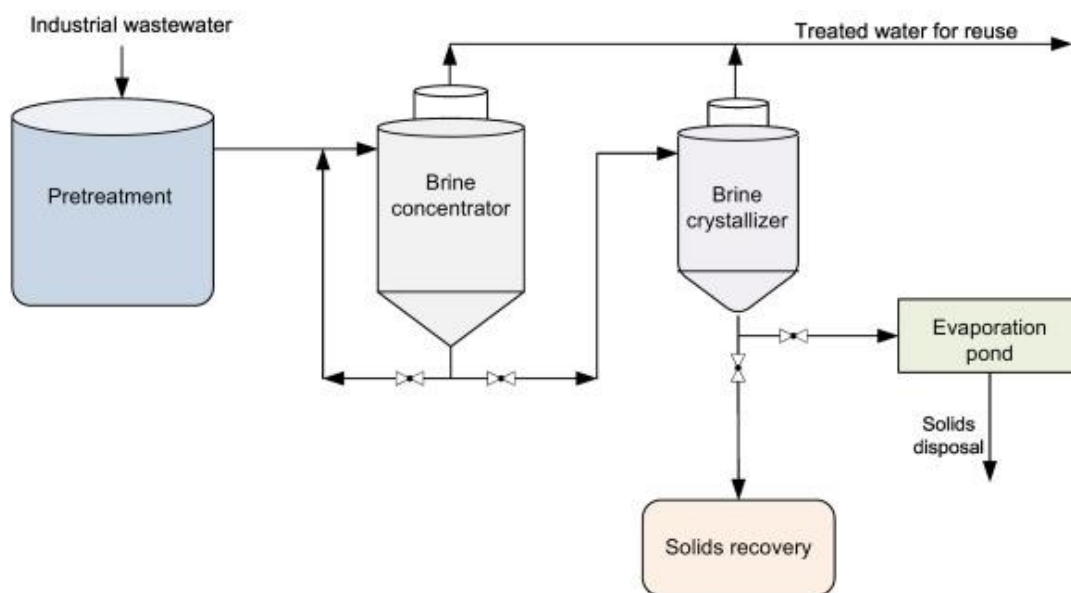 Industrial wastewater
Treated water for reuse
Pretreatment
Brine
concentrator
Brine
crystallizer
Evaporation
pond
Solids
disposal
Solids recovery